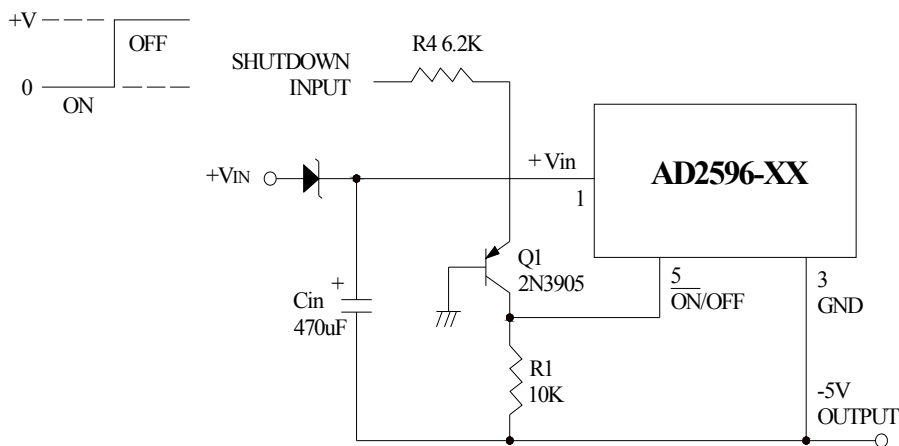 +V
OFF
0
ON
SHUTDOWN
INPUT
R4 6.2K
+VIN
+Vin
1
AD2596-XX
Q1
2N3905
5
ON/OFF
3
GND
+
Cin
470uF
R1
10K
-5V
OUTPUT